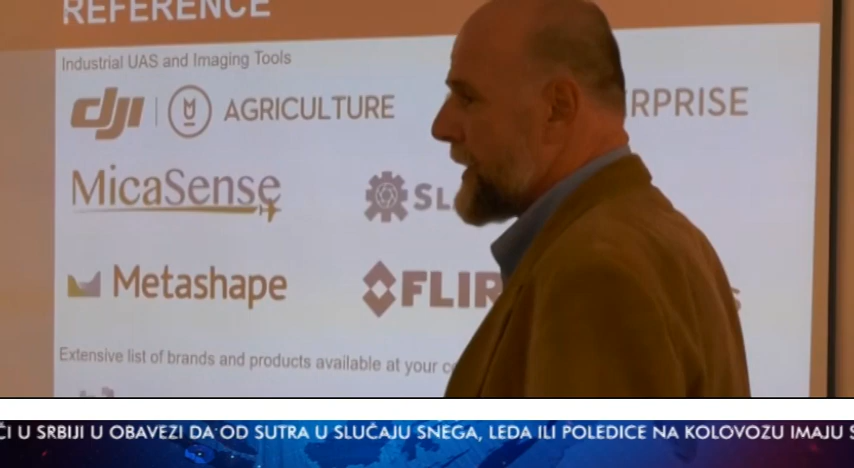 REFERENCE
Industrial UAS and Imaging Tools
dji AGRICULTURE
MicaSense
Metashape
FLIR
Extensive list of brands and products available at your
U SRBIJI U OBAVEZI DA OD SUTRA U SLUČAJU SNEGA, LEDA ILI POLEDICE NA KOLOVOZU IMAJU